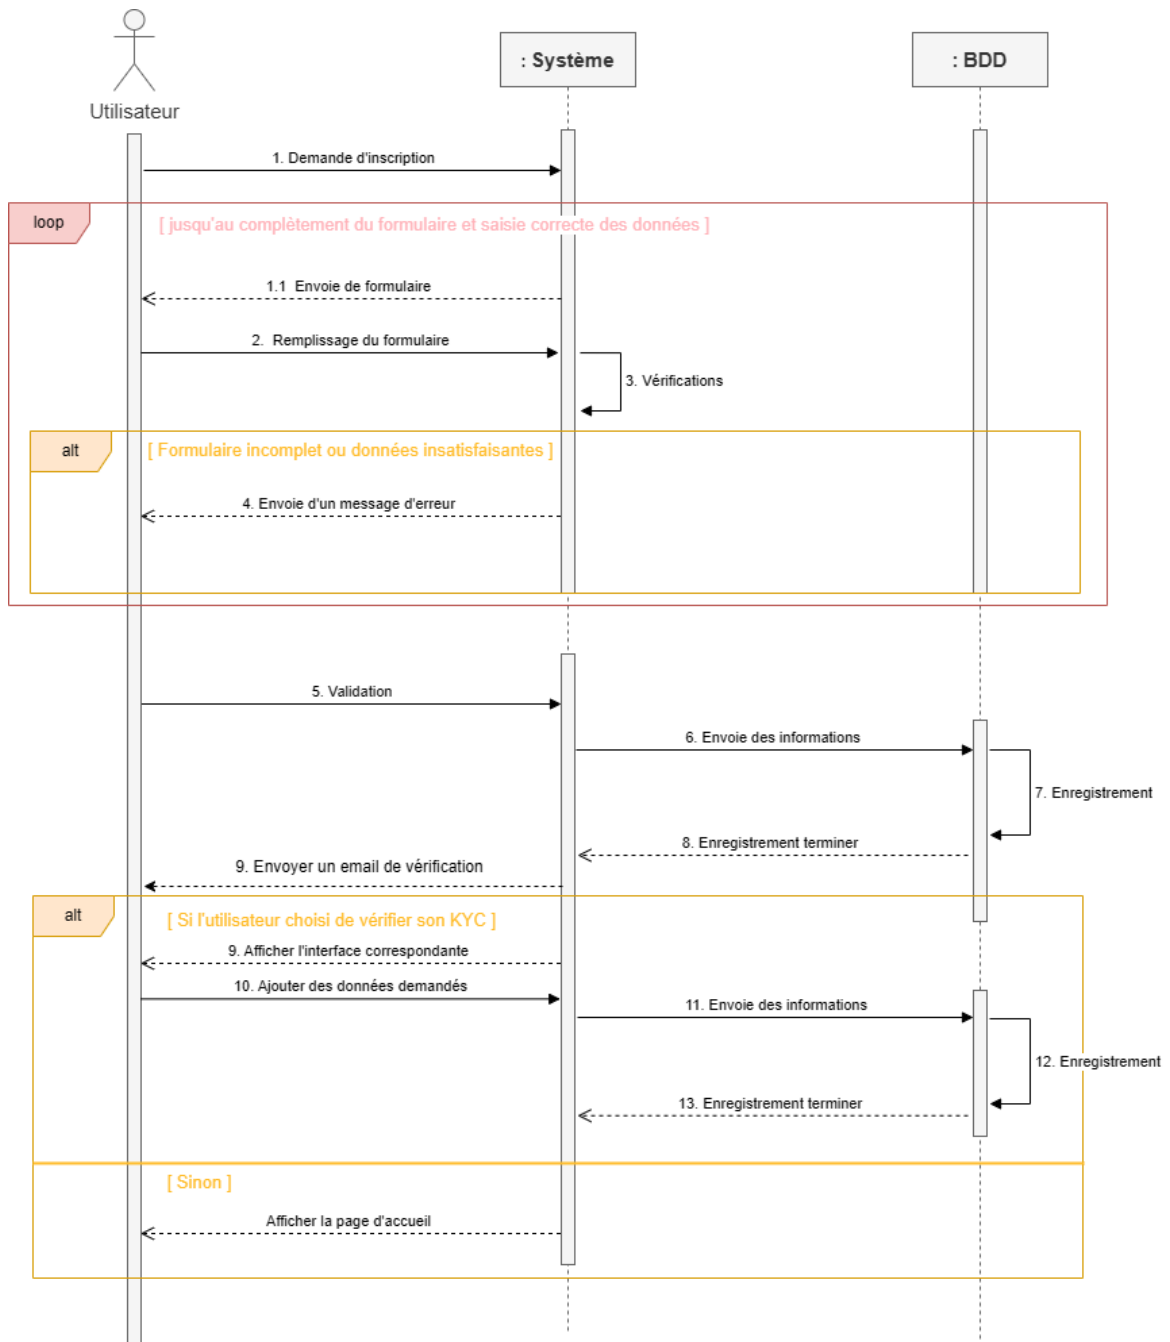 : Système
: BDD
Utilisateur
1. Demande d'inscription
loop
[ jusqu'au complètement du formulaire et saisie correcte des données ]
1.1 Envoie de formulaire
2. Remplissage du formulaire
3. Vérifications
alt
[ Formulaire incomplet ou données insatisfaisantes ]
4. Envoie d'un message d'erreur
5. Validation
6. Envoie des informations
7. Enregistrement
8. Enregistrement terminer
9. Envoyer un email de vérification
alt
[ Si l'utilisateur choisi de vérifier son KYC ]
9. Afficher l'interface correspondante
10. Ajouter des données demandés
11. Envoie des informations
12. Enregistrement
13. Enregistrement terminer
[ Sinon ]
Afficher la page d'accueil